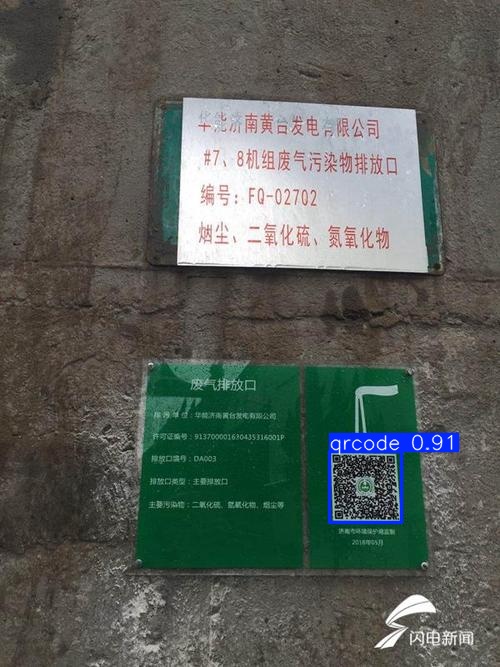 华能济南黄台发电有限公司
#7、8机组废气污染物排放口
编号:FQ-02702
烟尘、二氧化硫、氮氧化物
废气排放口
排污单位:华能济南黄台发电有限公司
许可证编号:913700001630435316001P
排放口编号:DA003
排放口类型:主要排放口
主要污染物:二氧化硫、氮氧化物、烟尘等
qrcode 0.91
济南市环境保护局监制
2018年05月
闪电新闻